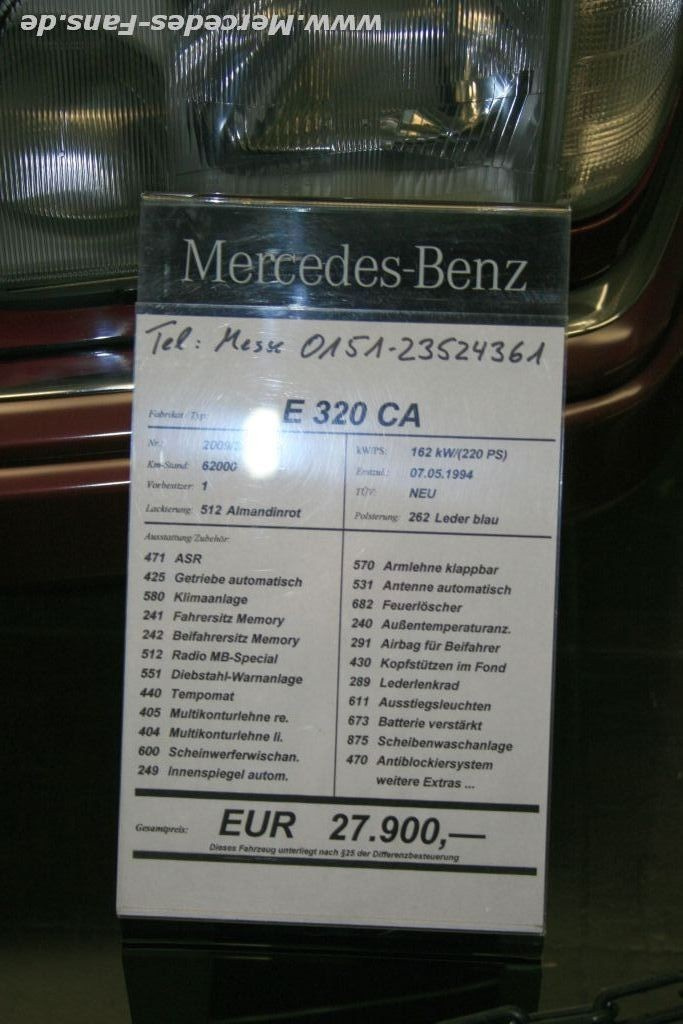 www.Mercedes-Fans.de
Mercedes-Benz
Tel: Messe 0151-23524361
Fabrikat/Typ: E 320 CA
Nr.: 2009/
Km-Stand: 62000
Vorbesitzer: 1
Lackierung: 512 Almandinrot
kW/PS: 162 kW/(220 PS)
Erstzul.: 07.05.1994
TÜV: NEU
Polsterung: 262 Leder blau
Ausstattung/Zubehör:
471 ASR
425 Getriebe automatisch
580 Klimaanlage
241 Fahrersitz Memory
242 Beifahrersitz Memory
512 Radio MB-Special
551 Diebstahl-Warnanlage
440 Tempomat
405 Multikonturlehne re.
404 Multikonturlehne li.
600 Scheinwerferwischan.
249 Innenspiegel autom.
570 Armlehne klappbar
531 Antenne automatisch
682 Feuerlöscher
240 Außentemperaturanz.
291 Airbag für Beifahrer
430 Kopfstützen im Fond
289 Lederlenkrad
611 Ausstiegsleuchten
673 Batterie verstärkt
875 Scheibenwaschanlage
470 Antiblockiersystem
weitere Extras ...
Gesamtpreis: EUR 27.900,—
Dieses Fahrzeug unterliegt nach §25 der Differenzbesteuerung